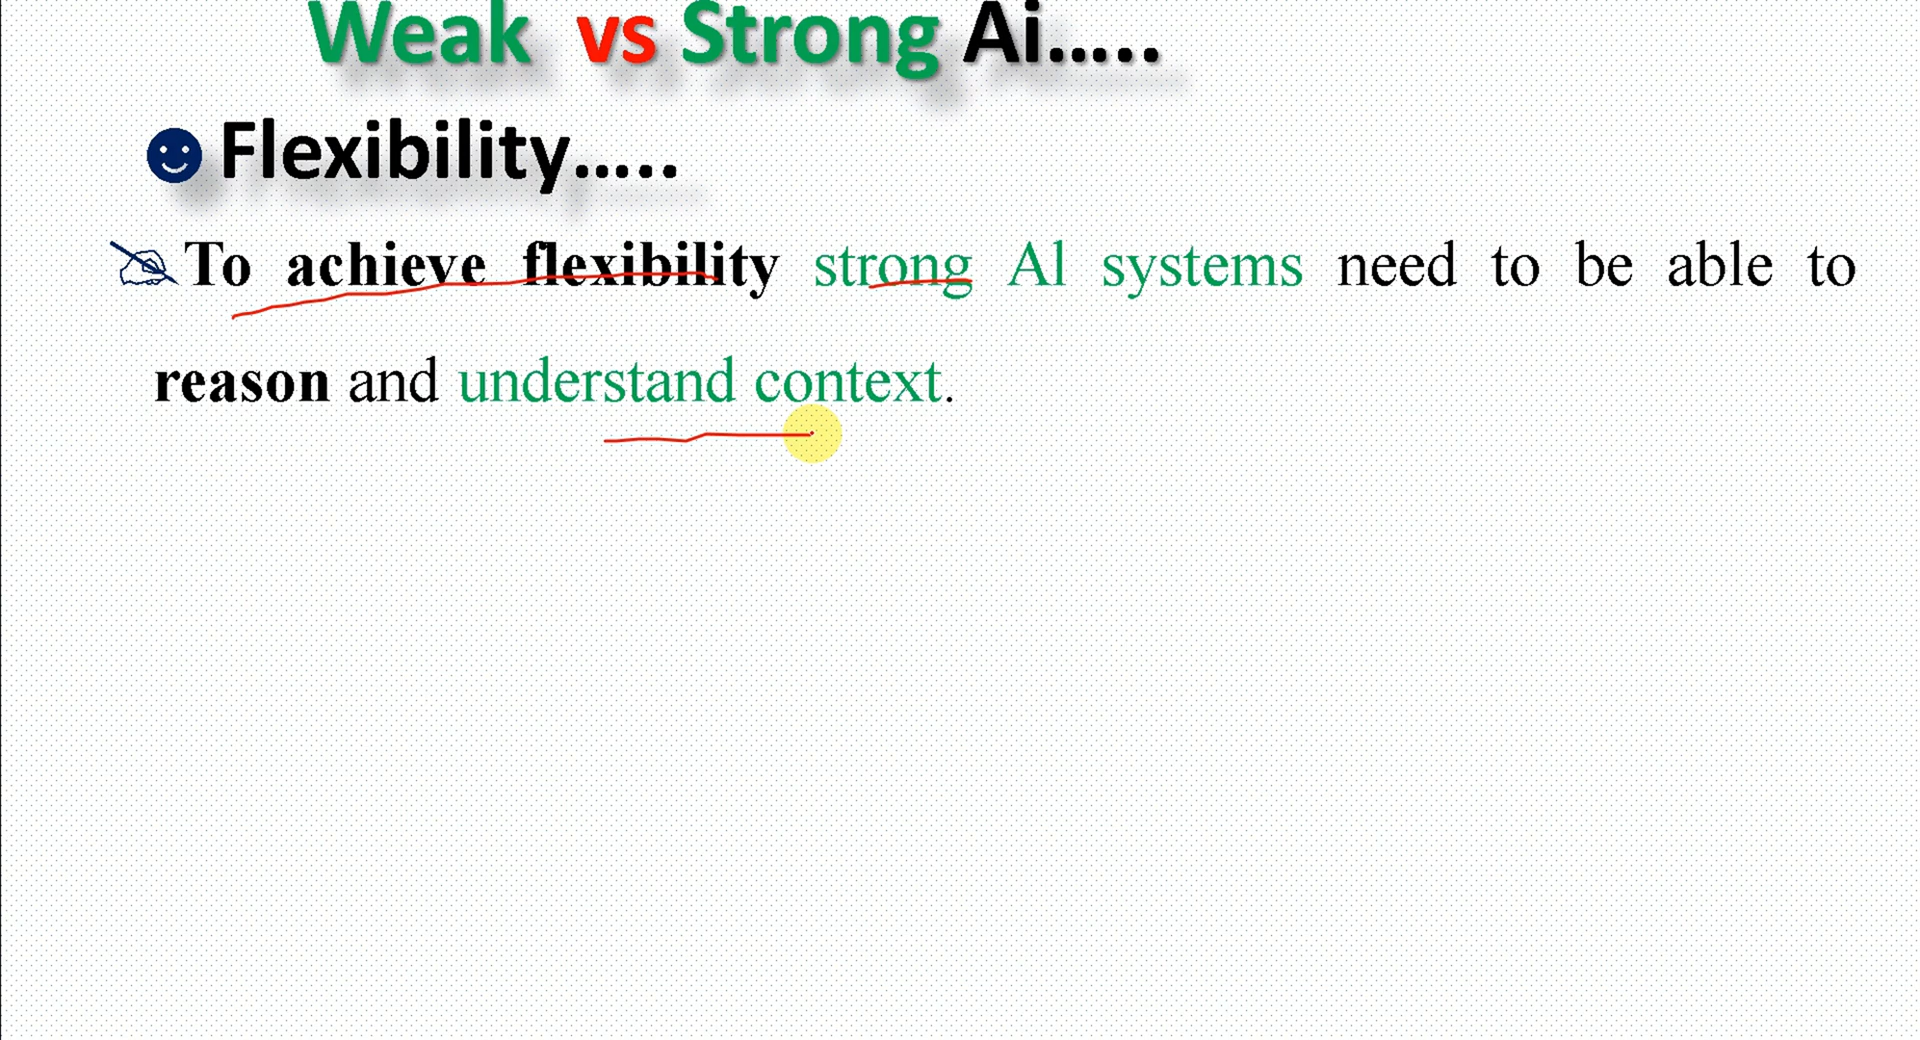 Weak vs Strong Ai.....
Flexibility.....
To achieve flexibility strong Al systems need to be able to
reason and understand context.